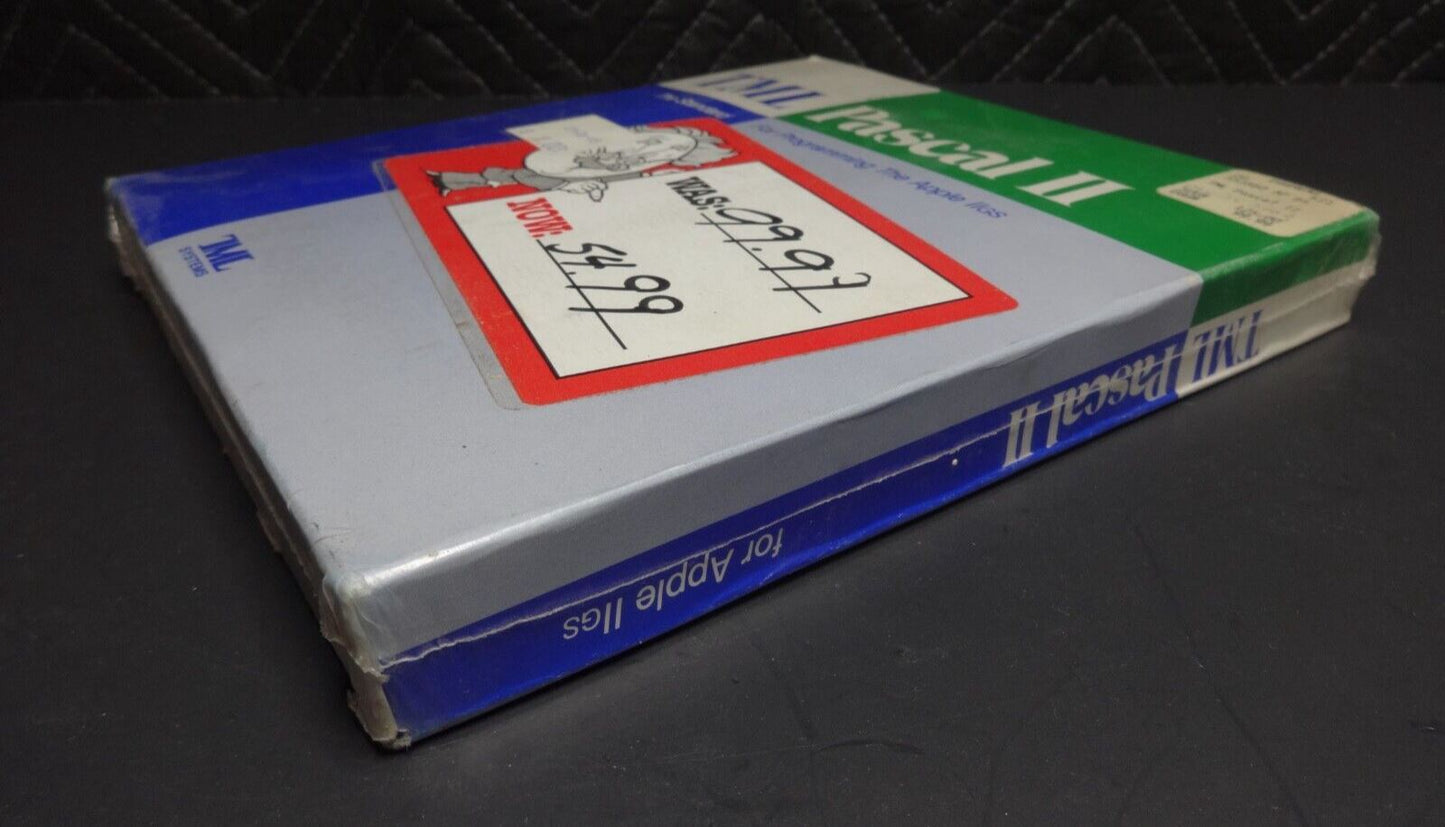 TML
Pascal II
For Programming The Apple IIGS
WAS: 99.97
NOW: 54.99
TML
SYSTEMS
TML Pascal II
for Apple IIGS